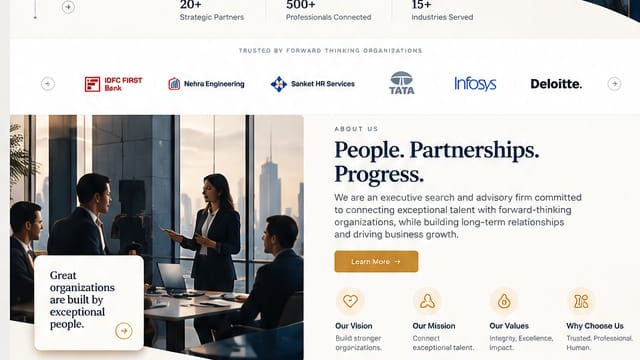 20+
Strategic Partners
500+
Professionals Connected
15+
Industries Served
TRUSTED BY FORWARD THINKING ORGANIZATIONS
IDFC FIRST
Bank
Nehra Engineering
Sanket HR Services
TATA
Infosys
Deloitte.
ABOUT US
People. Partnerships.
Progress.
We are an executive search and advisory firm committed
to connecting exceptional talent with forward-thinking
organizations, while building long-term relationships
and driving business growth.
Learn More →
Great
organizations
are built by
exceptional
people.
Our Vision
Build stronger
organizations.
Our Mission
Connect
exceptional talent.
Our Values
Integrity, Excellence,
Impact.
Why Choose Us
Trusted. Professional.
Human.